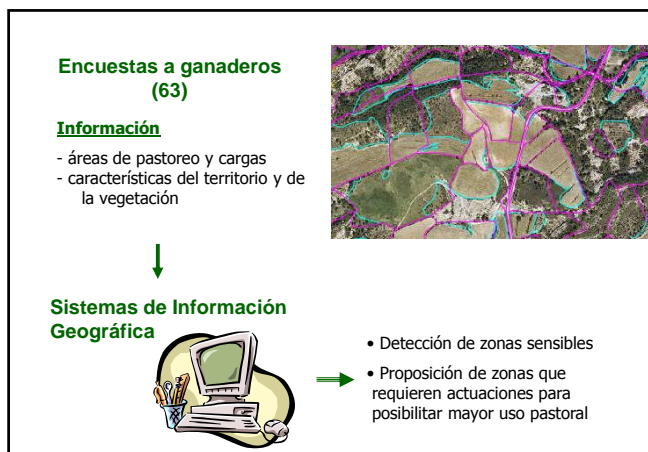 Encuestas a ganaderos
(63)
Información
- áreas de pastoreo y cargas
- características del territorio y de
la vegetación
Sistemas de Información
Geográfica
• Detección de zonas sensibles
• Proposición de zonas que
requieren actuaciones para
posibilitar mayor uso pastoral